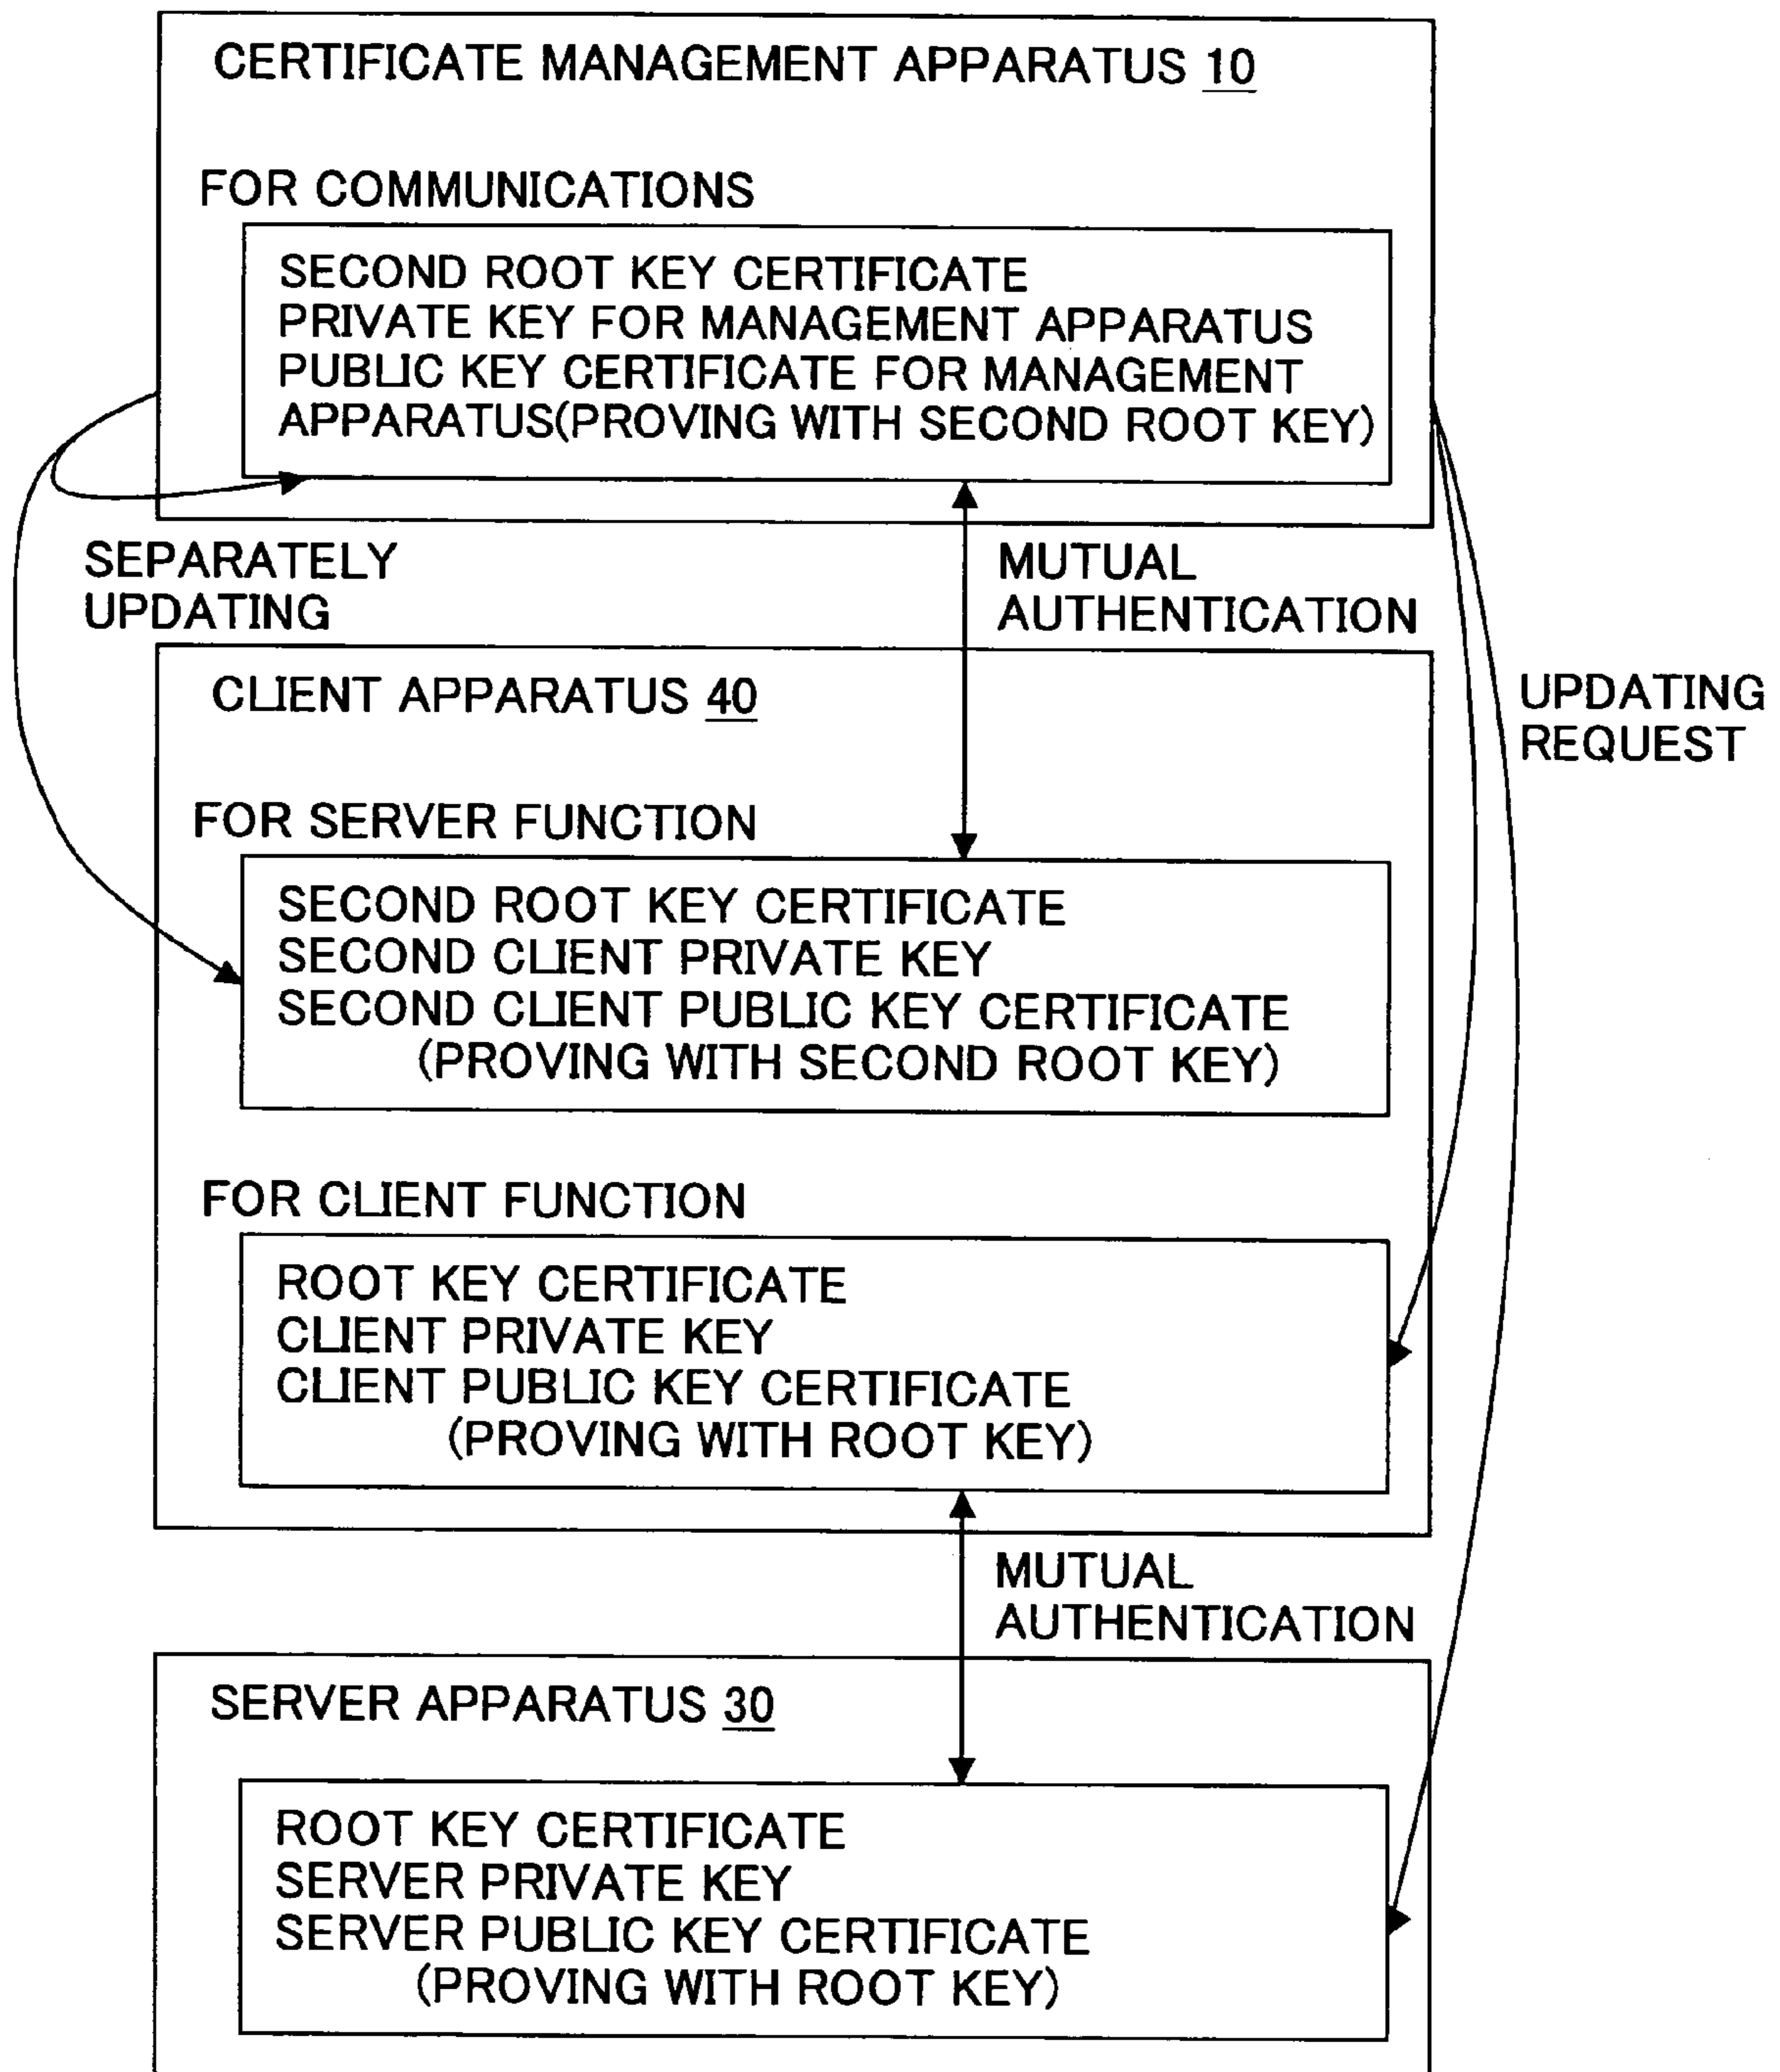 CERTIFICATE MANAGEMENT APPARATUS 10
FOR COMMUNICATIONS
SECOND ROOT KEY CERTIFICATE
PRIVATE KEY FOR MANAGEMENT APPARATUS
PUBLIC KEY CERTIFICATE FOR MANAGEMENT
APPARATUS(PROVING WITH SECOND ROOT KEY)
SEPARATELY
UPDATING
MUTUAL
AUTHENTICATION
CLIENT APPARATUS 40
UPDATING
REQUEST
FOR SERVER FUNCTION
SECOND ROOT KEY CERTIFICATE
SECOND CLIENT PRIVATE KEY
SECOND CLIENT PUBLIC KEY CERTIFICATE
(PROVING WITH SECOND ROOT KEY)
FOR CLIENT FUNCTION
ROOT KEY CERTIFICATE
CLIENT PRIVATE KEY
CLIENT PUBLIC KEY CERTIFICATE
(PROVING WITH ROOT KEY)
MUTUAL
AUTHENTICATION
SERVER APPARATUS 30
ROOT KEY CERTIFICATE
SERVER PRIVATE KEY
SERVER PUBLIC KEY CERTIFICATE
(PROVING WITH ROOT KEY)